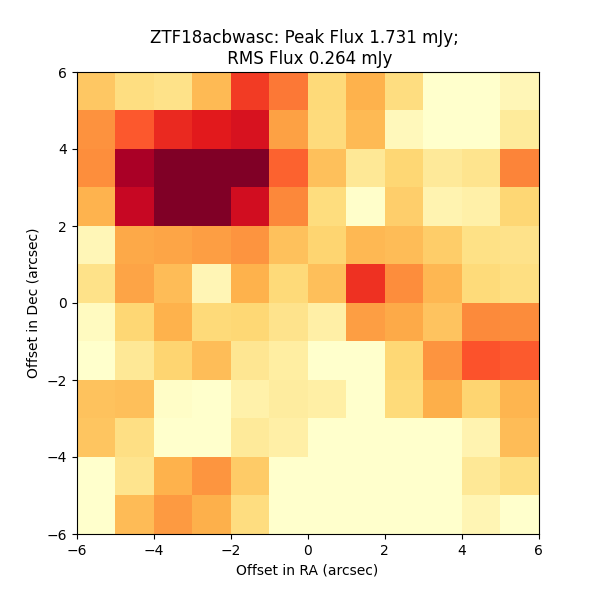 ZTF18acbwasc: Peak Flux 1.731 mJy;
RMS Flux 0.264 mJy
6
4
2
0
−2
−4
−6
Offset in Dec (arcsec)
−6 −4 −2 0 2 4 6
Offset in RA (arcsec)